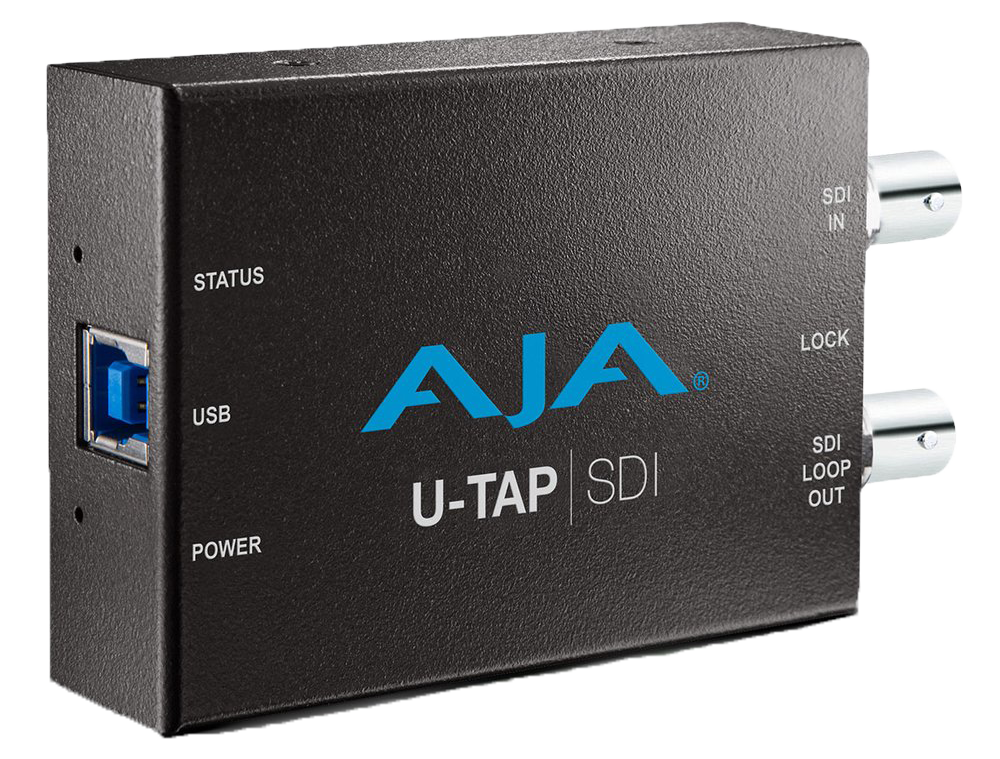 STATUS
USB
POWER
AJA®
U-TAP | SDI
SDI
IN
LOCK
SDI
LOOP
OUT